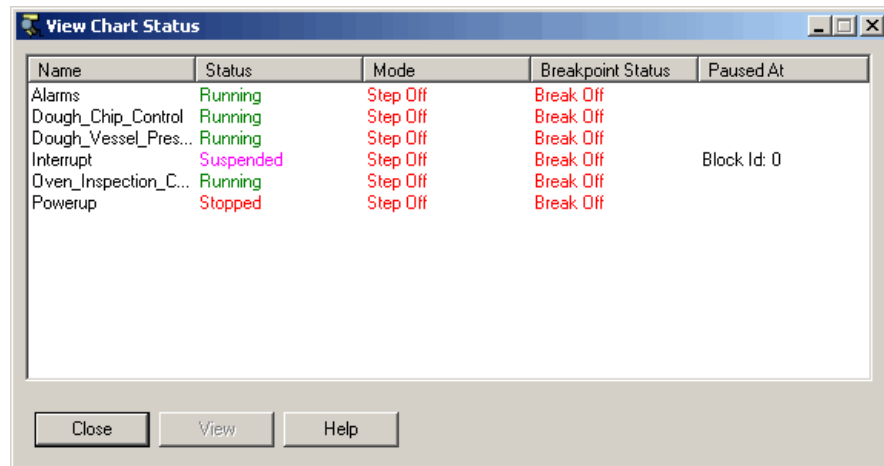 View Chart Status
Name Status Mode Breakpoint Status Paused At
Alarms Running Step Off Break Off
Dough_Chip_Control Running Step Off Break Off
Dough_Vessel_Pres... Running Step Off Break Off
Interrupt Suspended Step Off Break Off Block Id: 0
Oven_Inspection_C... Running Step Off Break Off
Powerup Stopped Step Off Break Off
Close View Help